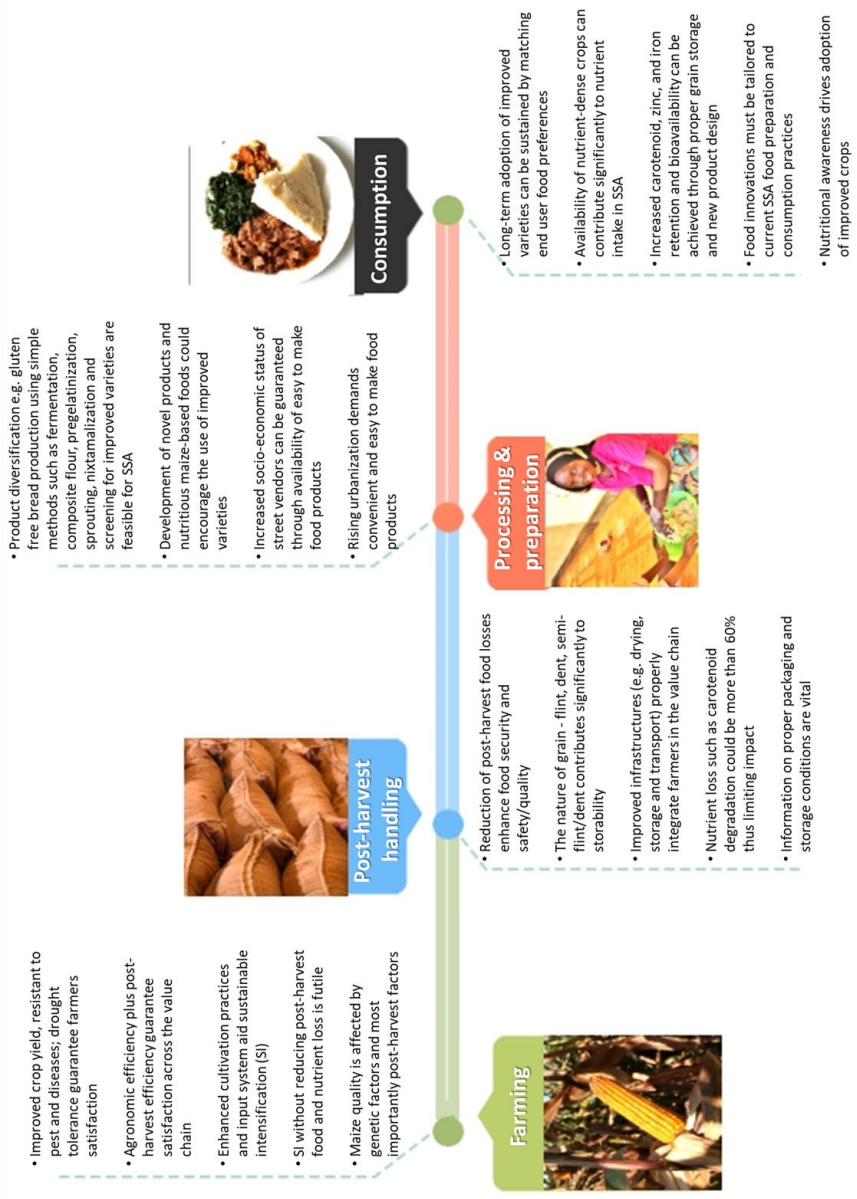 • Improved crop yield, resistant to
pest and diseases; drought
tolerance guarantee farmers
satisfaction
• Agronomic efficiency plus post-
harvest efficiency guarantee
satisfaction across the value
chain
• Enhanced cultivation practices
and input system aid sustainable
intensification (SI)
• SI without reducing post-harvest
food and nutrient loss is futile
• Maize quality is affected by
genetic factors and most
importantly post-harvest factors
Farming
Post-harvest
handling
• Reduction of post-harvest food losses
enhance food security and
safety/quality
• The nature of grain - flint, dent, semi-
flint/dent contributes significantly to
storability
• Improved infrastructures (e.g. drying,
storage and transport) properly
integrate farmers in the value chain
• Nutrient loss such as carotenoid
degradation could be more than 60%
thus limiting impact
• Information on proper packaging and
storage conditions are vital
• Product diversification e.g. gluten
free bread production using simple
methods such as fermentation,
composite flour, pregelatinization,
sprouting, nixtamalization and
screening for improved varieties are
feasible for SSA
• Development of novel products and
nutritious maize-based foods could
encourage the use of improved
varieties
• Increased socio-economic status of
street vendors can be guaranteed
through availability of easy to make
food products
• Rising urbanization demands
convenient and easy to make food
products
Processing &
preparation
Consumption
• Long-term adoption of improved
varieties can be sustained by matching
end user food preferences
• Availability of nutrient-dense crops can
contribute significantly to nutrient
intake in SSA
• Increased carotenoid, zinc, and iron
retention and bioavailability can be
achieved through proper grain storage
and new product design
• Food innovations must be tailored to
current SSA food preparation and
consumption practices
• Nutritional awareness drives adoption
of improved crops